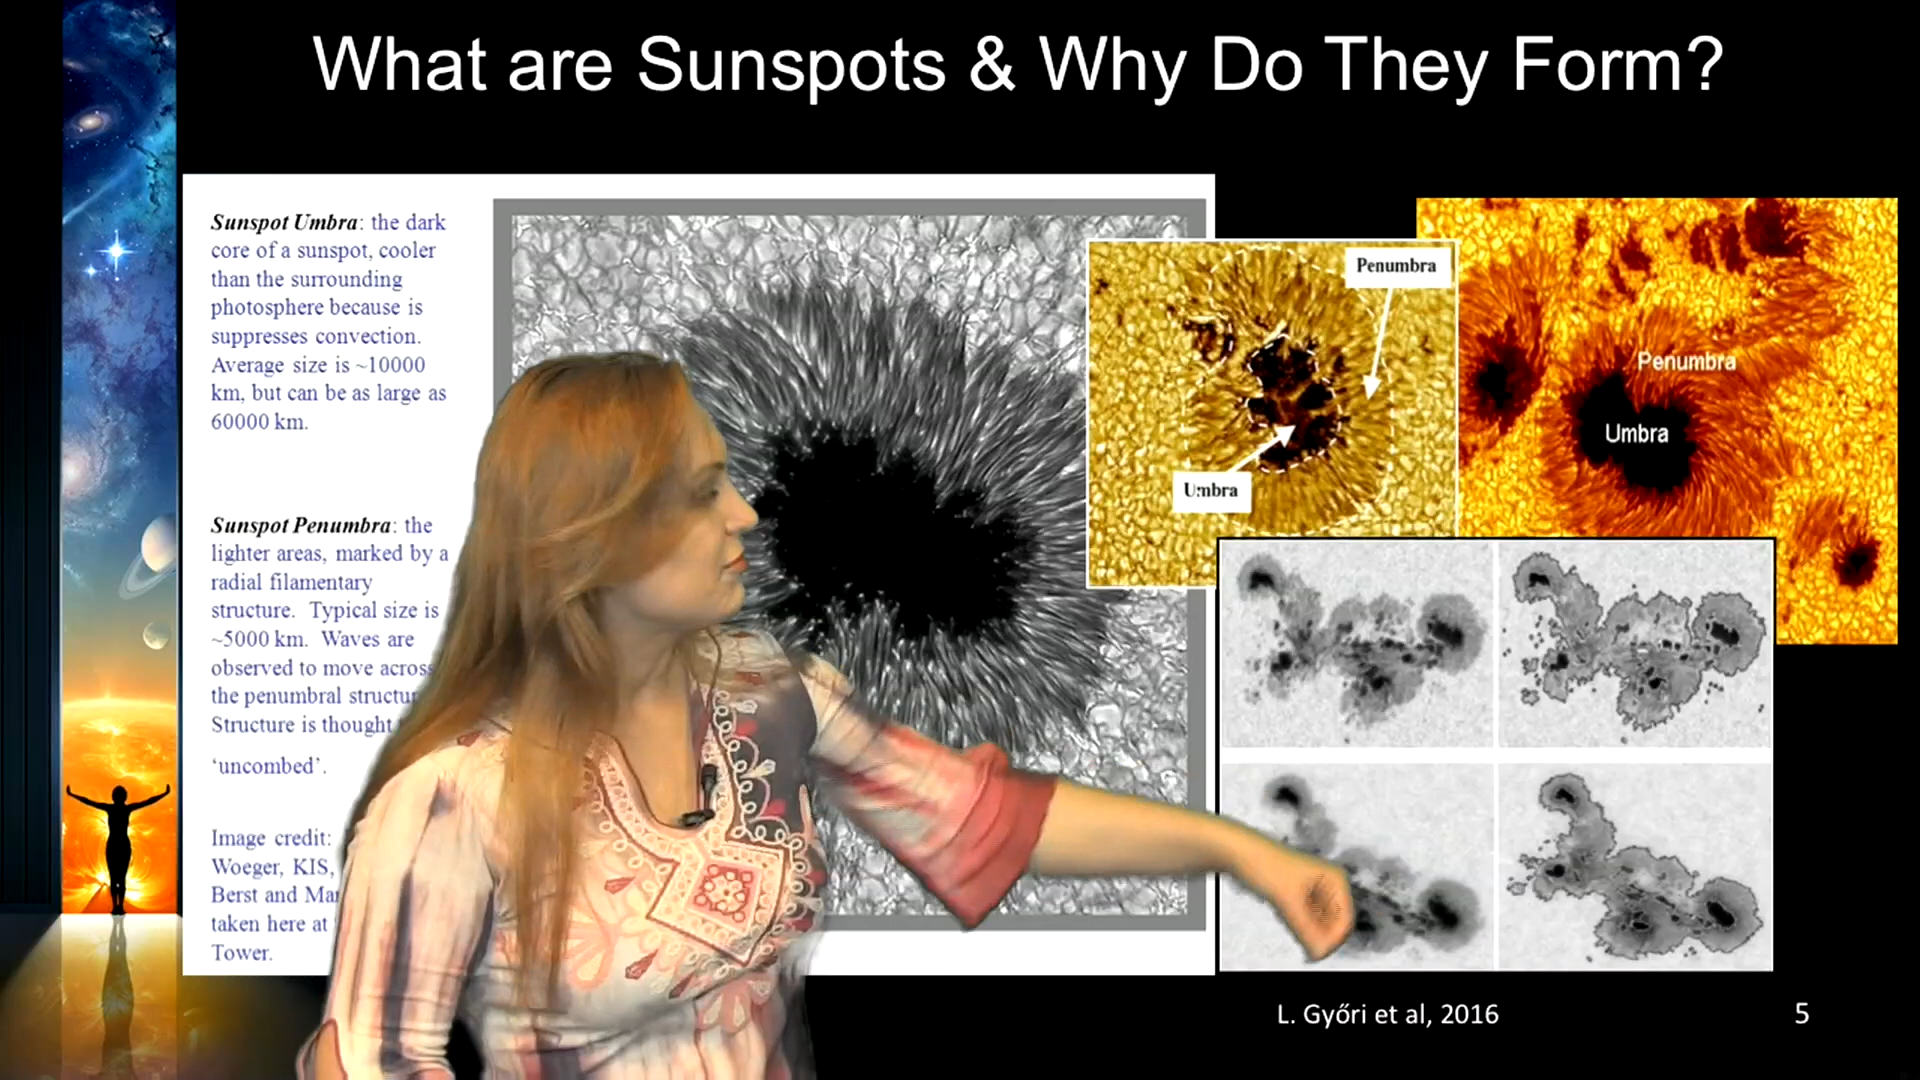 What are Sunspots & Why Do They Form?
Sunspot Umbra: the dark
core of a sunspot, cooler
than the surrounding
photosphere because is
suppresses convection.
Average size is ~10000
km, but can be as large as
60000 km.
Sunspot Penumbra: the
lighter areas, marked by a
radial filamentary
structure. Typical size is
~5000 km. Waves are
observed to move across
the penumbral
Structure is thought
‘uncombed’.
Image credit:
Woeger, KIS,
Berst and
taken here at
Tower.
Penumbra
Umbra
Penumbra
Umbra
L. Győri et al, 2016
5